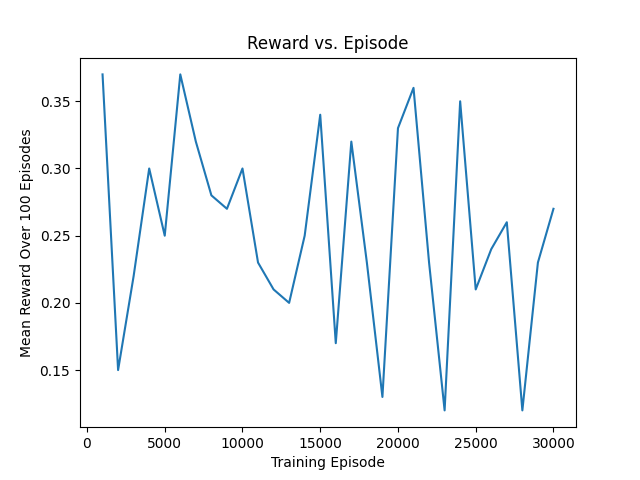 Reward vs. Episode
Mean Reward Over 100 Episodes
0.35
0.30
0.25
0.20
0.15
0 5000 10000 15000 20000 25000 30000
Training Episode